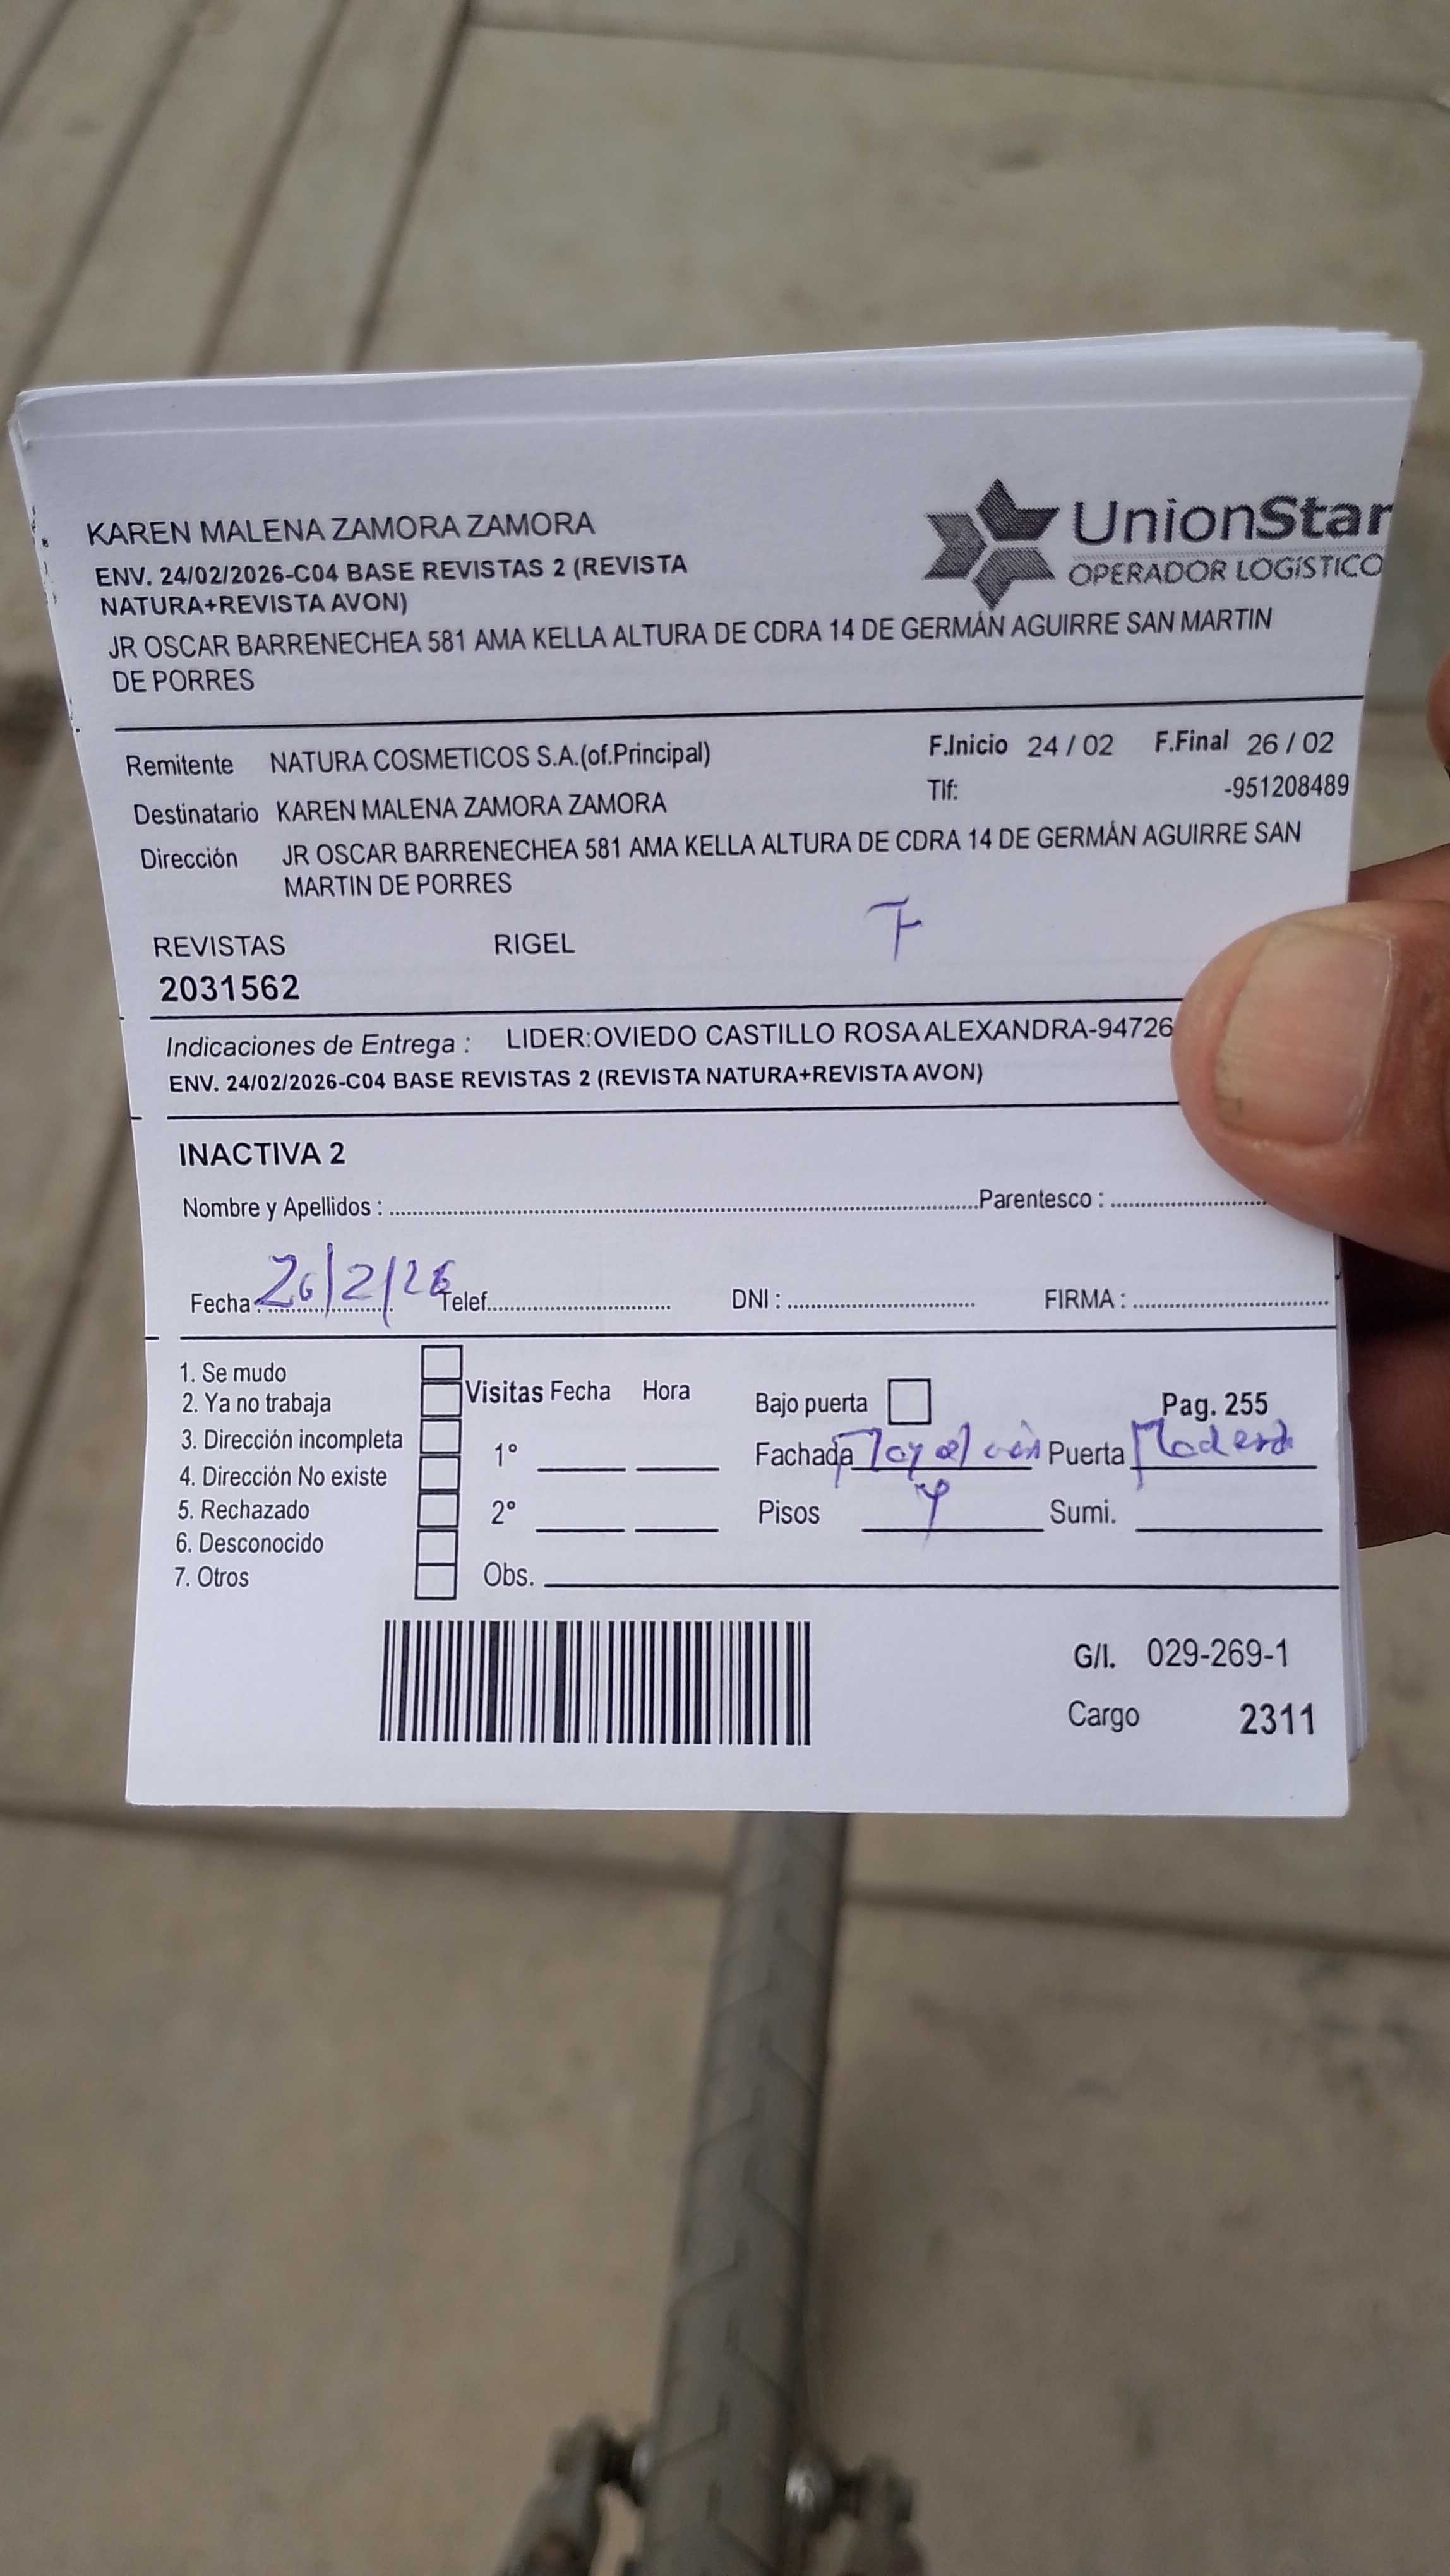 KAREN MALENA ZAMORA ZAMORA
UnionStar
OPERADOR LOGÍSTICO
ENV. 24/02/2026-C04 BASE REVISTAS 2 (REVISTA
NATURA+REVISTA AVON)
JR OSCAR BARRENECHEA 581 AMA KELLA ALTURA DE CDRA 14 DE GERMÁN AGUIRRE SAN MARTIN
DE PORRES
Remitente NATURA COSMETICOS S.A.(of.Principal) F.Inicio 24 / 02 F.Final 26 / 02
Destinatario KAREN MALENA ZAMORA ZAMORA Tlf: -951208489
Dirección JR OSCAR BARRENECHEA 581 AMA KELLA ALTURA DE CDRA 14 DE GERMÁN AGUIRRE SAN
MARTIN DE PORRES
F
REVISTAS RIGEL
2031562
Indicaciones de Entrega : LIDER:OVIEDO CASTILLO ROSA ALEXANDRA-94726
ENV. 24/02/2026-C04 BASE REVISTAS 2 (REVISTA NATURA+REVISTA AVON)
INACTIVA 2
Nombre y Apellidos : Parentesco :
Fecha : 26/2/26 Telef. DNI : FIRMA :
1. Se mudo
2. Ya no trabaja
3. Dirección incompleta
4. Dirección No existe
5. Rechazado
6. Desconocido
7. Otros
Visitas Fecha Hora
1°
2°
Obs.
Bajo puerta Pag. 255
Fachada Puerta
Pisos Sumi.
G/I. 029-269-1
Cargo 2311